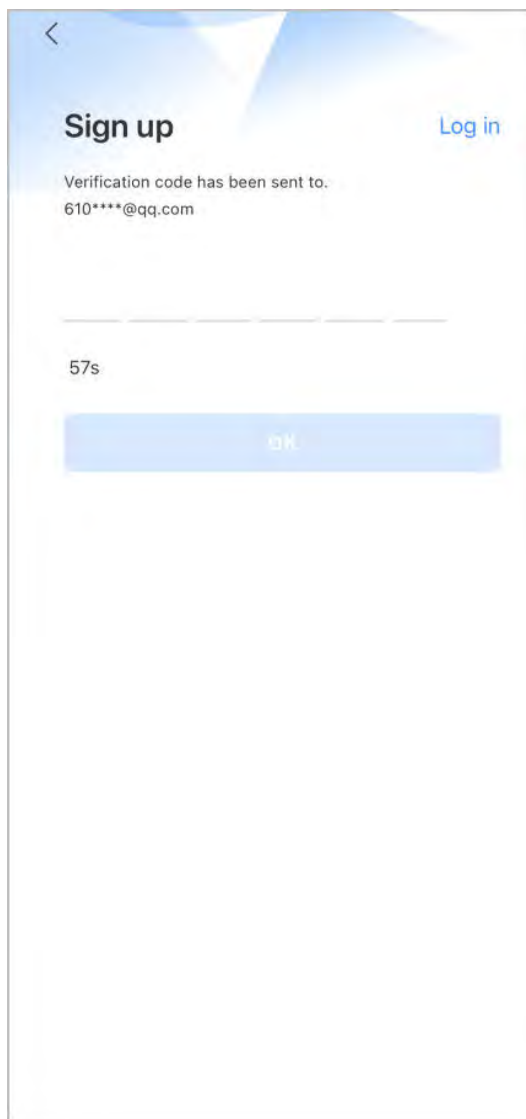 Sign up
Log in
Verification code has been sent to.
610****@qq.com
57s
OK